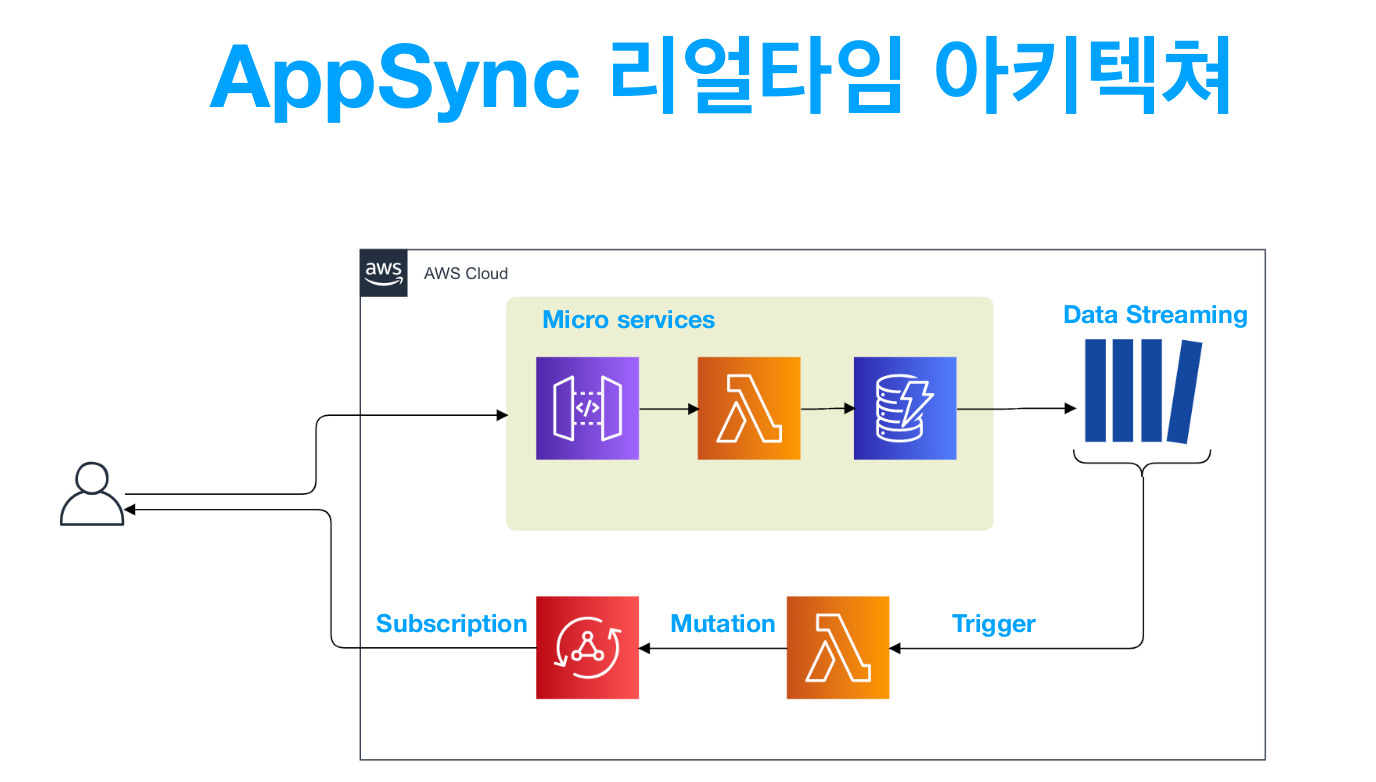 AppSync 리얼타임 아키텍쳐
aws
AWS Cloud
Micro services
Data Streaming
</>
Subscription
Mutation
Trigger